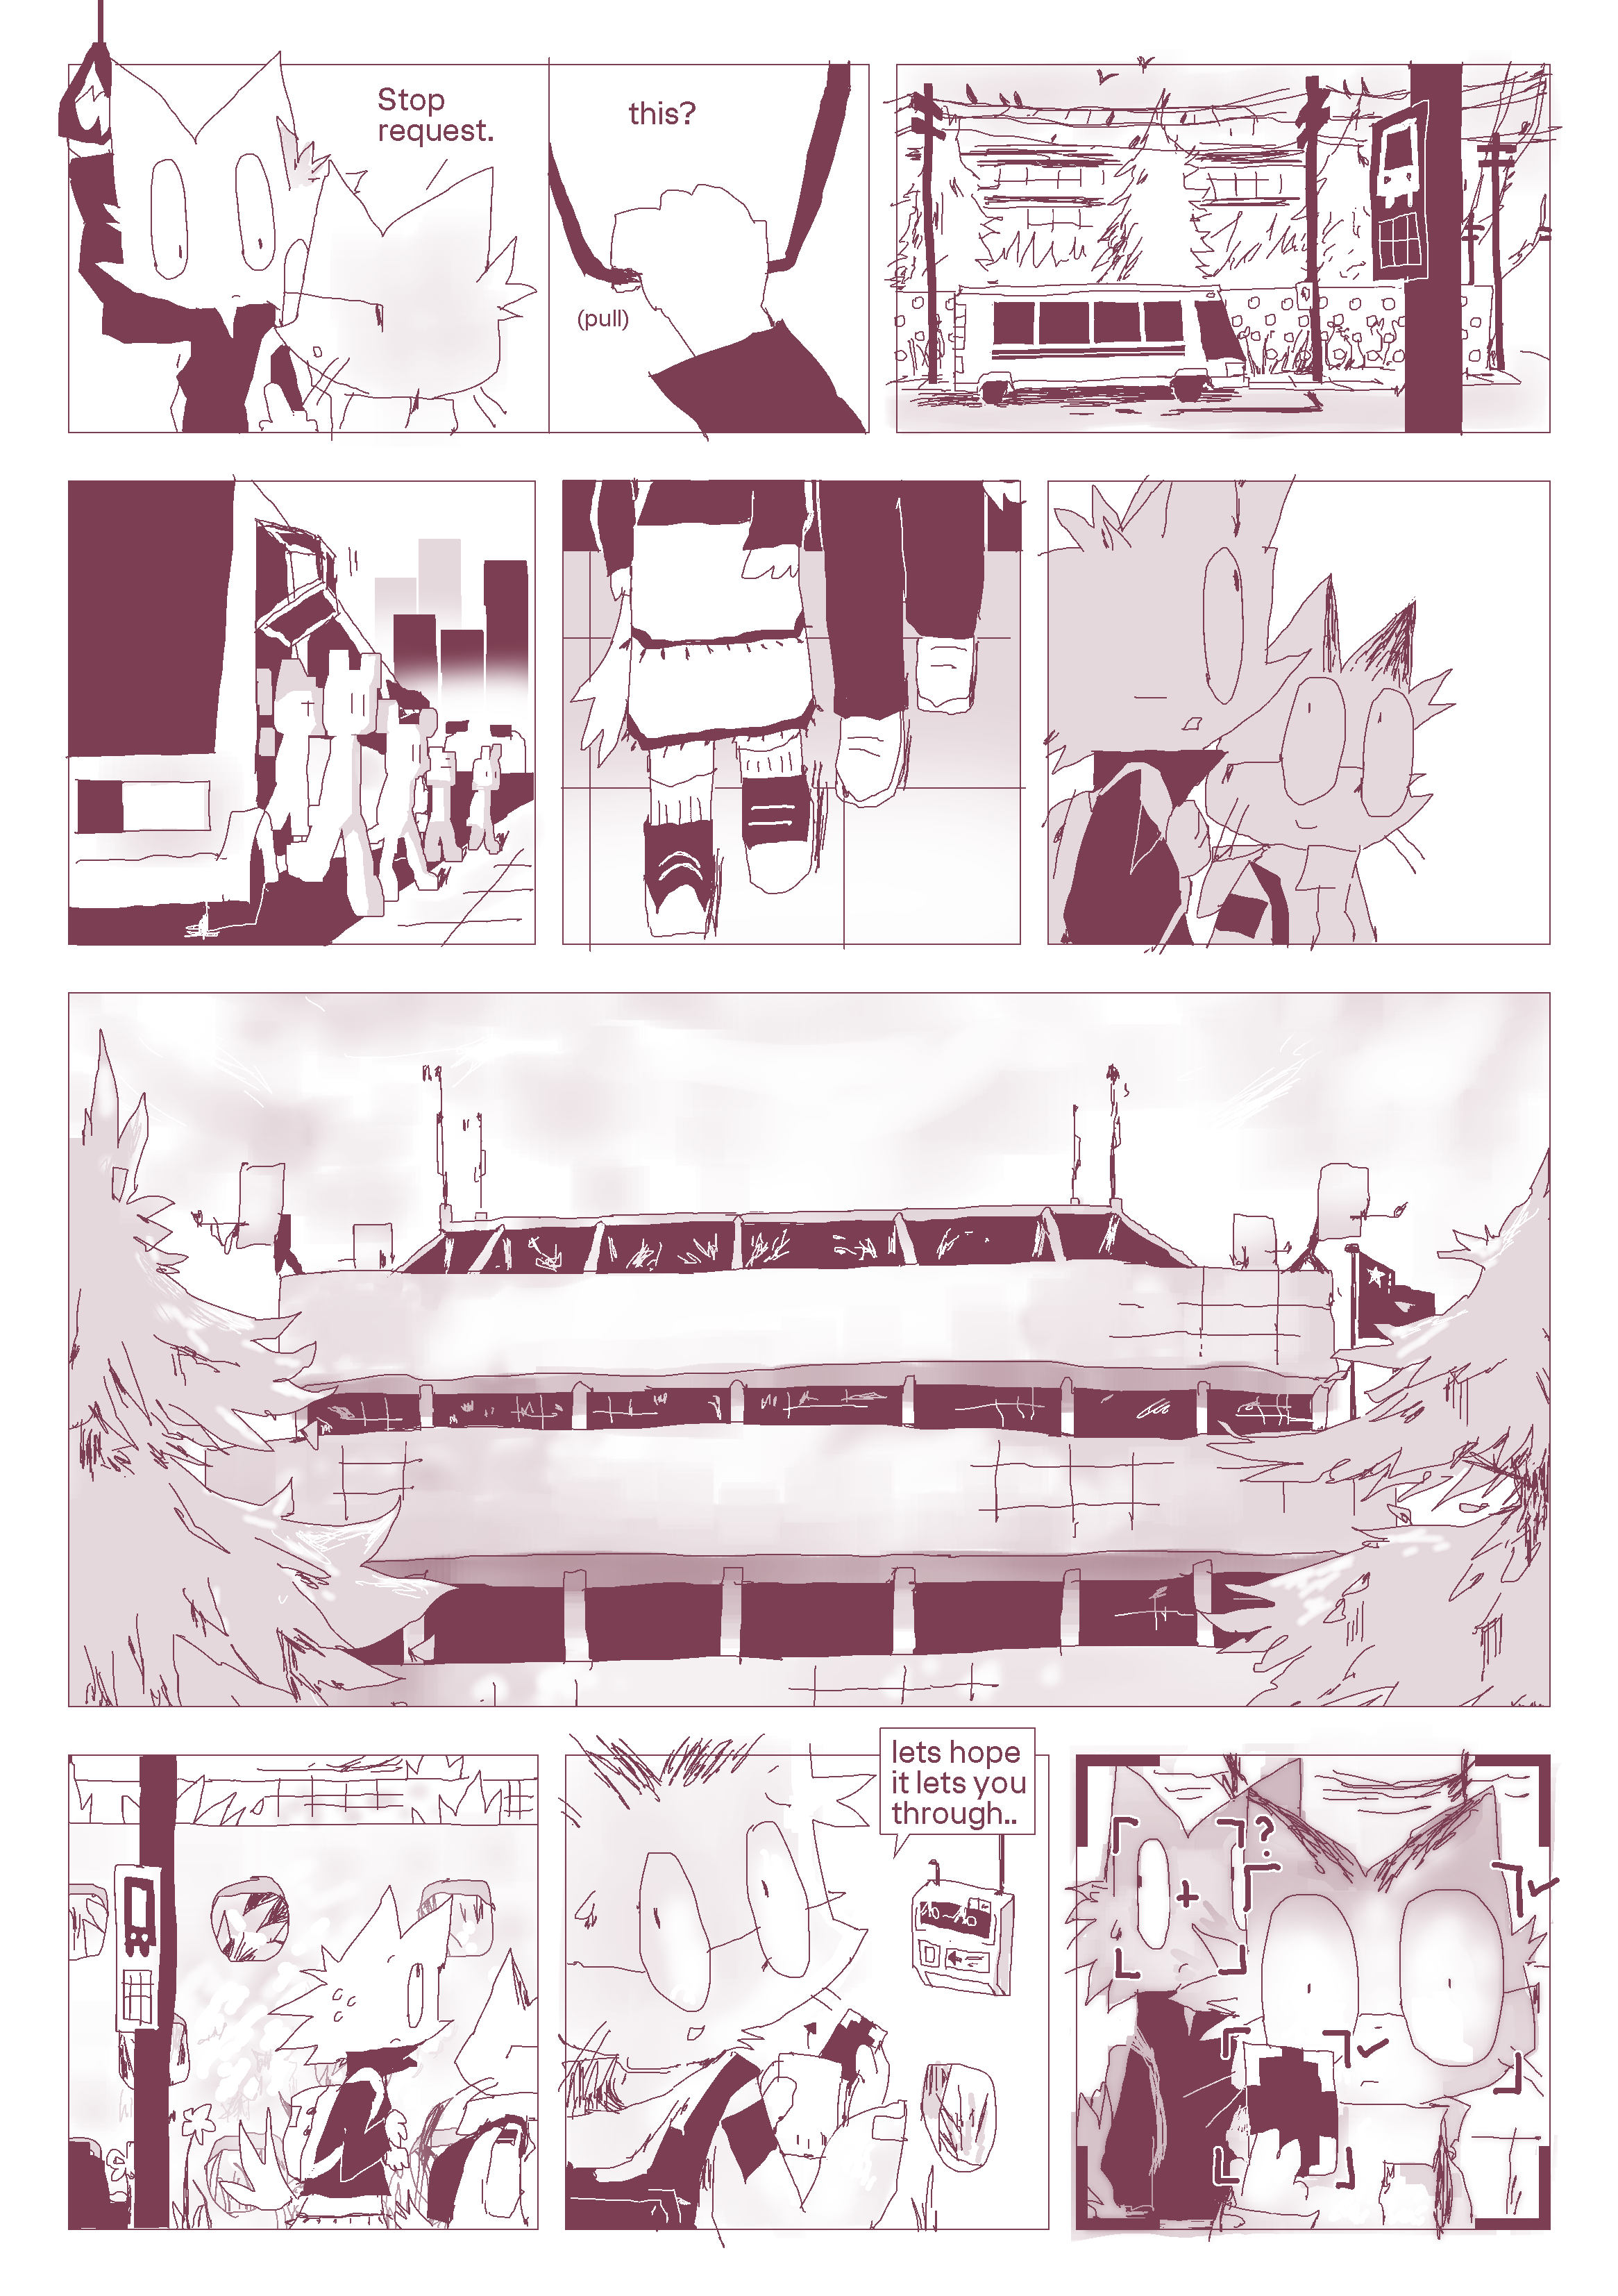 Stop
request.
this?
(pull)
lets hope
it lets you
through..
?